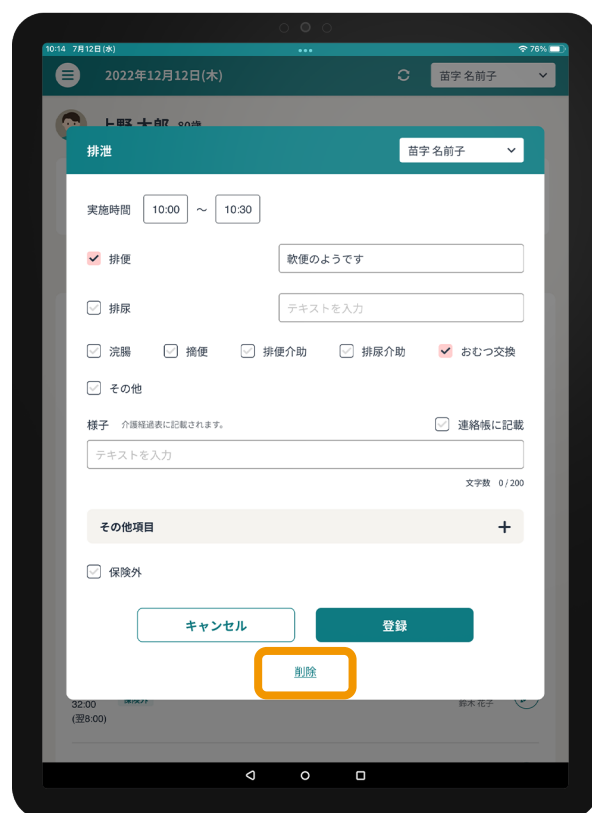 10:14 7月12日(水)
76%
2022年12月12日(木)
苗字 名前子
上野 太郎 80歳
排泄
苗字 名前子
実施時間 10:00 ～ 10:30
排便 軟便のようです
排尿 テキストを入力
浣腸 摘便 排便介助 排尿介助 おむつ交換
その他
様子 介護経過表に記載されます。 連絡帳に記載
テキストを入力
文字数 0/200
その他項目 +
保険外
キャンセル 登録
削除
32:00 保険外 鈴木 花子
(翌8:00)